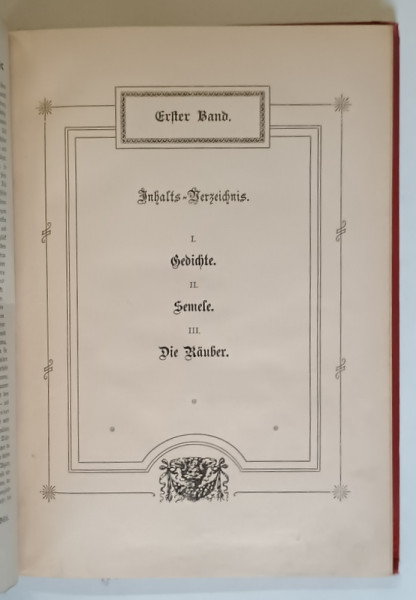 Erster Band.
Inhalts-Verzeichnis.
I.
Gedichte.
II.
Semele.
III.
Die Räuber.